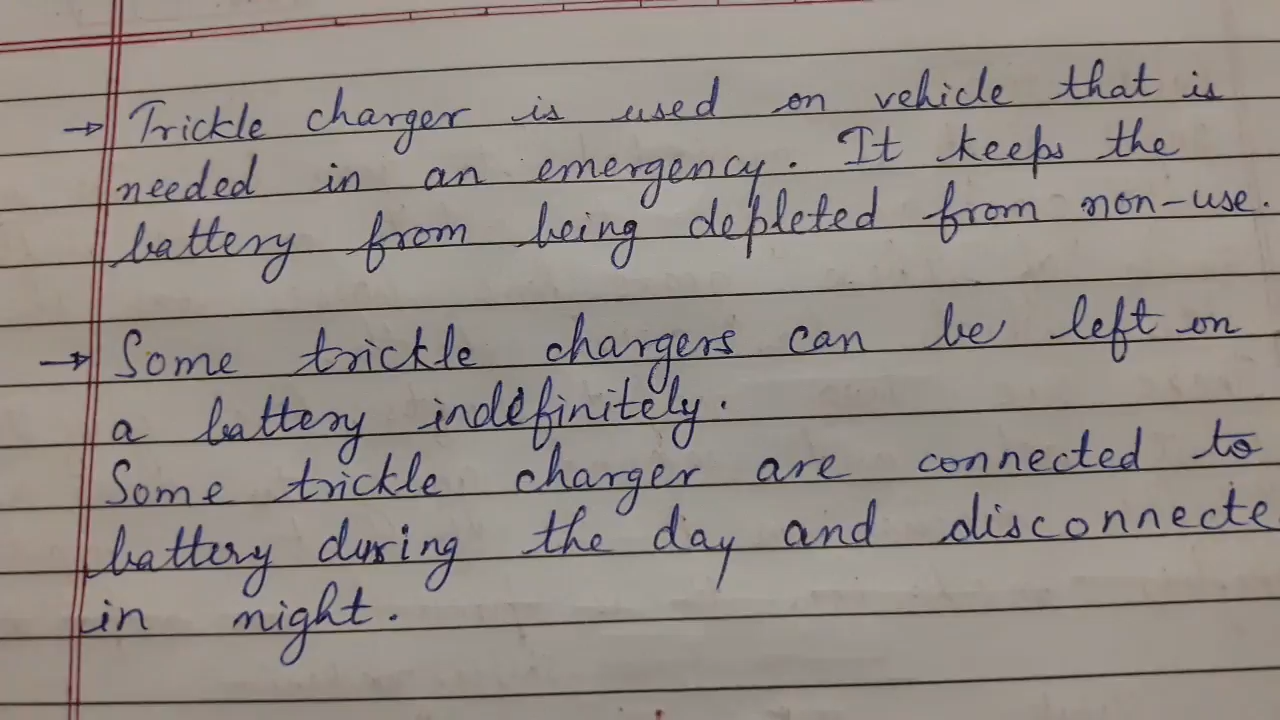 → Trickle charger is used on vehicle that is
needed in an emergency. It keeps the
battery from being depleted from non-use.
→ Some trickle chargers can be left on
a battery indefinitely.
Some trickle charger are connected to
battery during the day and disconnecte
in night.